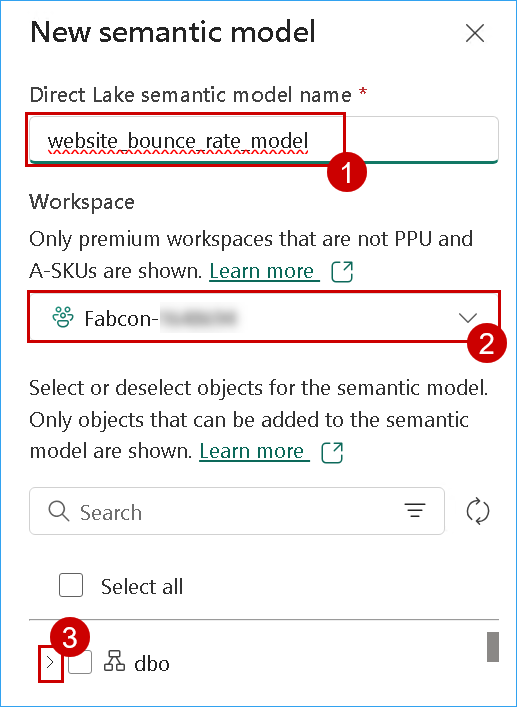 New semantic model
Direct Lake semantic model name *
website_bounce_rate_model
1
Workspace
Only premium workspaces that are not PPU and
A-SKUs are shown. Learn more
Fabcon-
2
Select or deselect objects for the semantic model.
Only objects that can be added to the semantic
model are shown. Learn more
Search
Select all
3
dbo